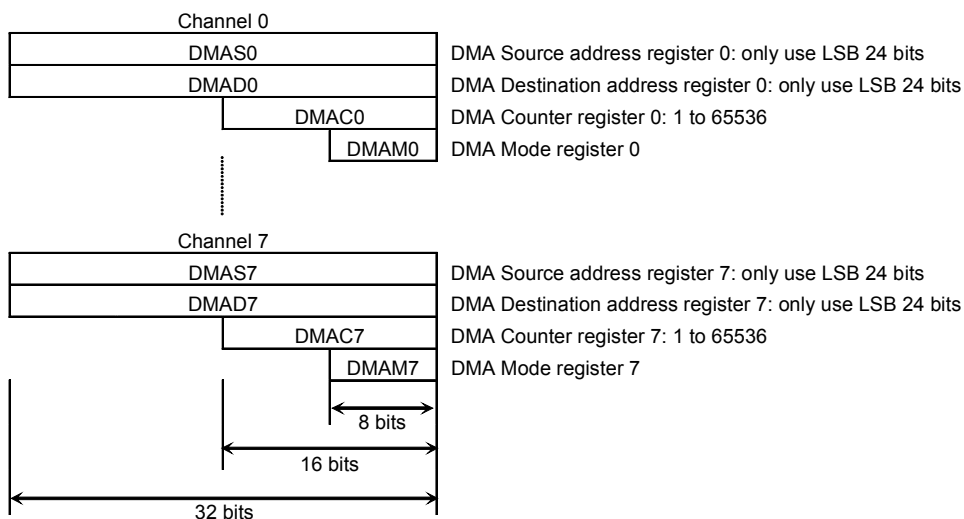 Channel 0
DMAS0 DMA Source address register 0: only use LSB 24 bits
DMAD0 DMA Destination address register 0: only use LSB 24 bits
DMAC0 DMA Counter register 0: 1 to 65536
DMAM0 DMA Mode register 0
Channel 7
DMAS7 DMA Source address register 7: only use LSB 24 bits
DMAD7 DMA Destination address register 7: only use LSB 24 bits
DMAC7 DMA Counter register 7: 1 to 65536
DMAM7 DMA Mode register 7
8 bits
16 bits
32 bits